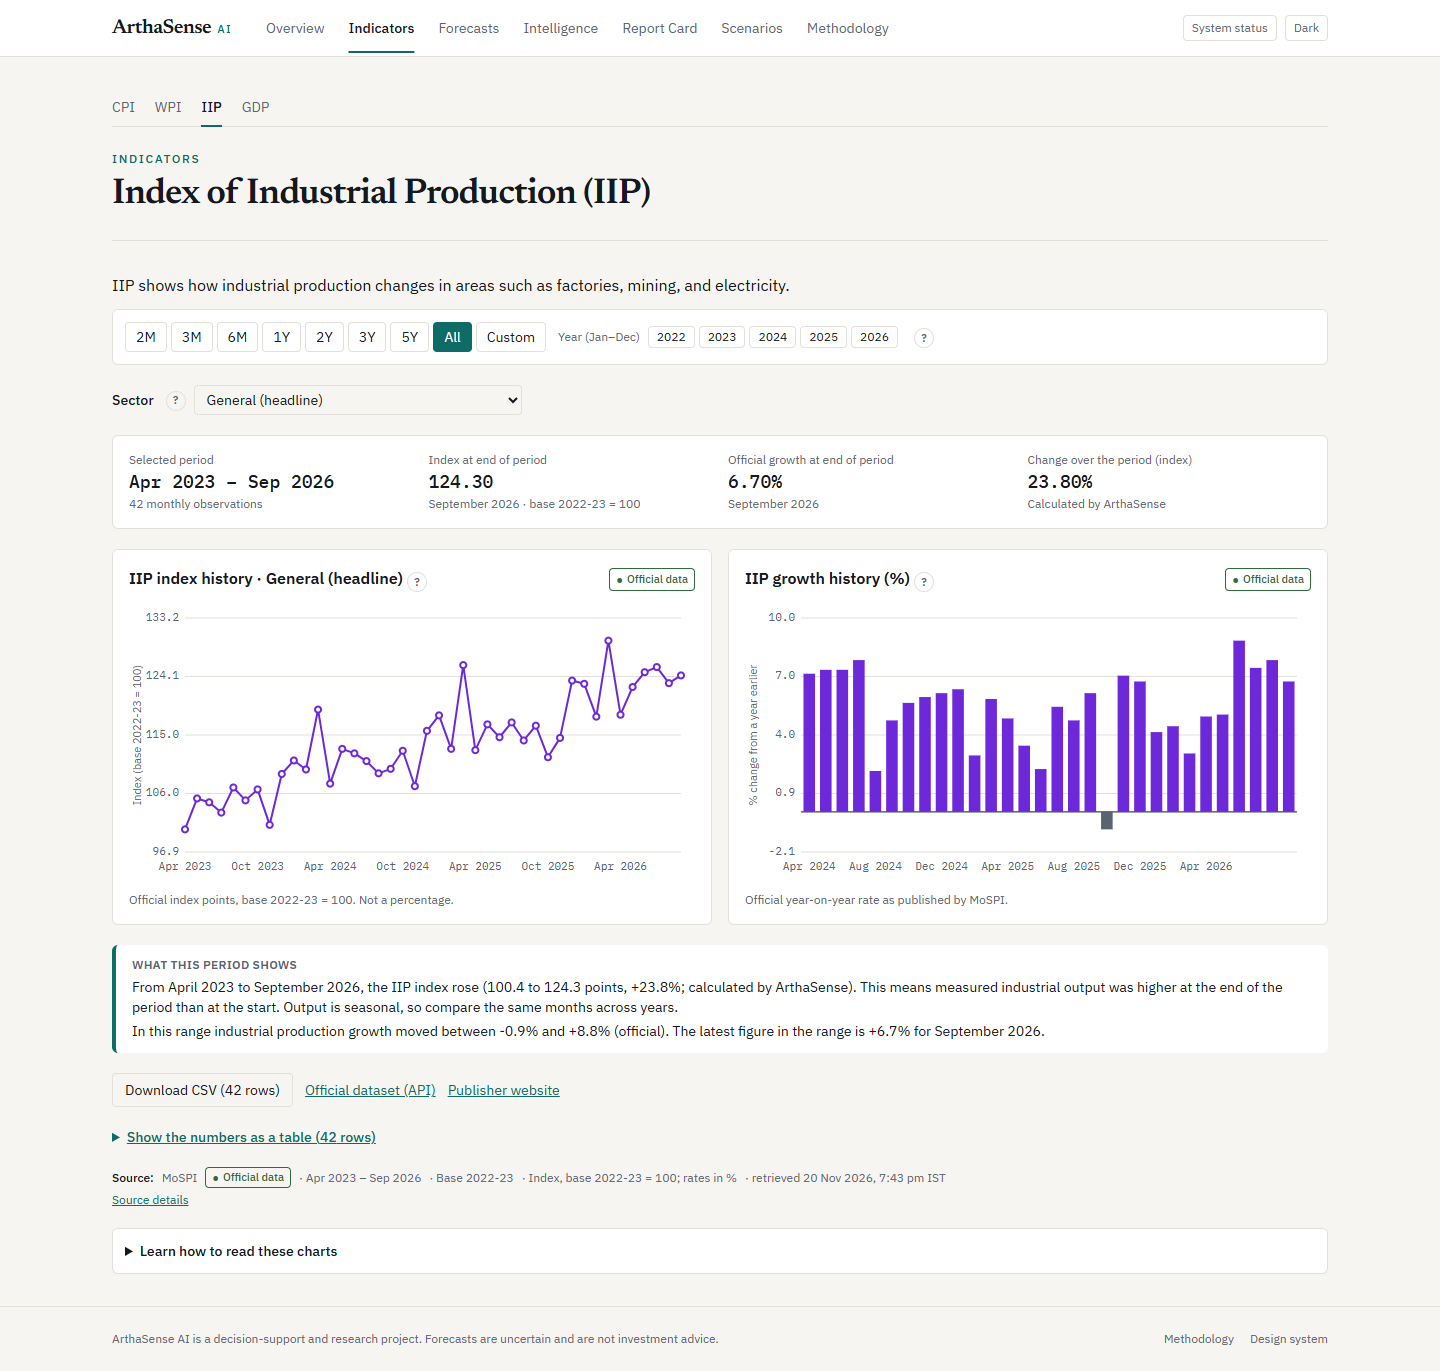 ArthaSense AI
Overview
Indicators
Forecasts
Intelligence
Report Card
Scenarios
Methodology
System status
Dark
CPI
WPI
IIP
GDP
INDICATORS
Index of Industrial Production (IIP)
IIP shows how industrial production changes in areas such as factories, mining, and electricity.
2M 3M 6M 1Y 2Y 3Y 5Y All Custom Year (Jan–Dec) 2022 2023 2024 2025 2026 ?
Sector ? General (headline)
Selected period
Apr 2023 – Sep 2026
42 monthly observations
Index at end of period
124.30
September 2026 · base 2022-23 = 100
Official growth at end of period
6.70%
September 2026
Change over the period (index)
23.80%
Calculated by ArthaSense
IIP index history · General (headline) ?
● Official data
Index (base 2022-23 = 100)
133.2
124.1
115.0
106.0
96.9
Apr 2023 Oct 2023 Apr 2024 Oct 2024 Apr 2025 Oct 2025 Apr 2026
Official index points, base 2022-23 = 100. Not a percentage.
IIP growth history (%) ?
● Official data
% change from a year earlier
10.0
7.0
4.0
0.9
-2.1
Apr 2024 Aug 2024 Dec 2024 Apr 2025 Aug 2025 Dec 2025 Apr 2026
Official year-on-year rate as published by MoSPI.
WHAT THIS PERIOD SHOWS
From April 2023 to September 2026, the IIP index rose (100.4 to 124.3 points, +23.8%; calculated by ArthaSense). This means measured industrial output was higher at the end of the
period than at the start. Output is seasonal, so compare the same months across years.
In this range industrial production growth moved between -0.9% and +8.8% (official). The latest figure in the range is +6.7% for September 2026.
Download CSV (42 rows)
Official dataset (API)
Publisher website
▶ Show the numbers as a table (42 rows)
Source: MoSPI ● Official data · Apr 2023 – Sep 2026 · Base 2022-23 · Index, base 2022-23 = 100; rates in % · retrieved 20 Nov 2026, 7:43 pm IST
Source details
▶ Learn how to read these charts
ArthaSense AI is a decision-support and research project. Forecasts are uncertain and are not investment advice.
Methodology
Design system